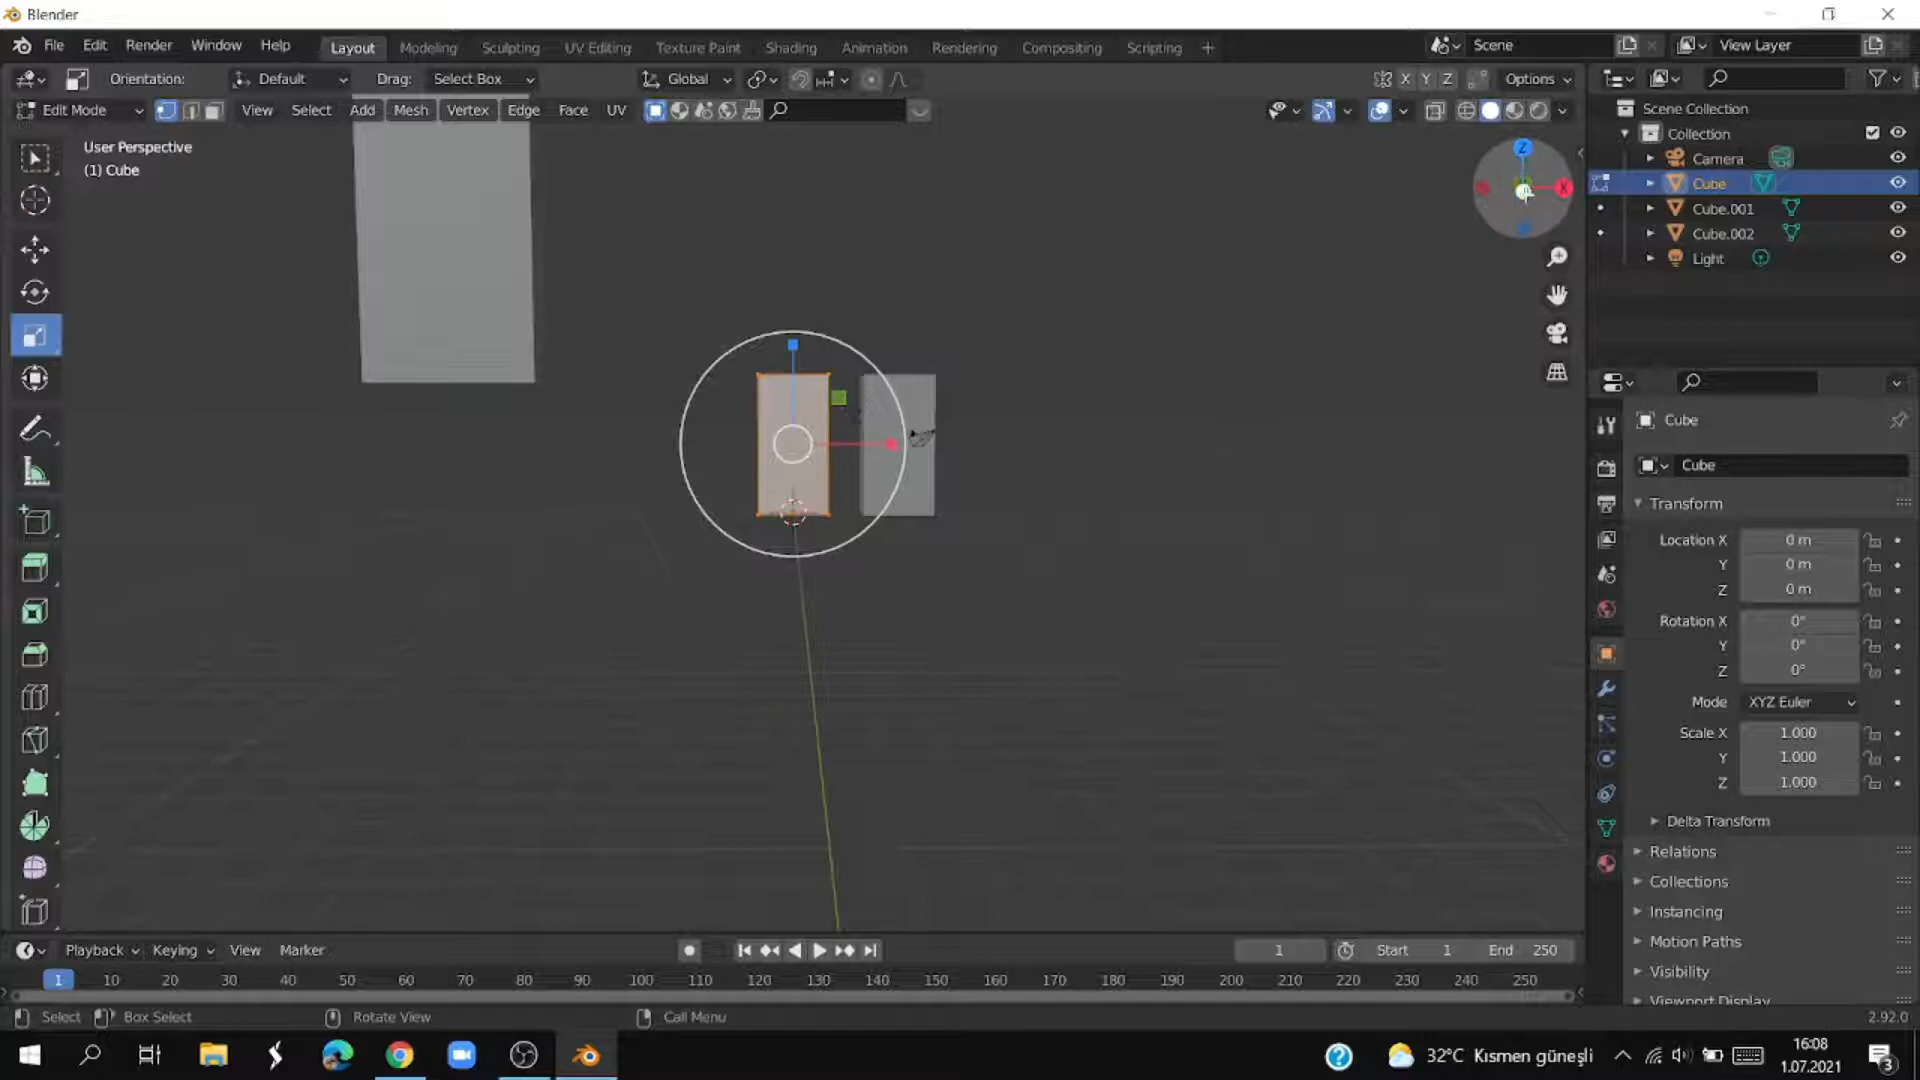 Blender
File Edit Render Window Help Layout Modeling Sculpting UV Editing Texture Paint Shading Animation Rendering Compositing Scripting + Scene View Layer
Orientation: Default Drag: Select Box Global X Y Z Options
Edit Mode View Select Add Mesh Vertex Edge Face UV
User Perspective
(1) Cube
Z
X
Scene Collection
Collection
Camera
Cube
Cube.001
Cube.002
Light
Cube
Cube
Transform
Location X 0 m
Y 0 m
Z 0 m
Rotation X 0°
Y 0°
Z 0°
Mode XYZ Euler
Scale X 1.000
Y 1.000
Z 1.000
Delta Transform
Relations
Collections
Instancing
Motion Paths
Visibility
Viewport Display
Playback Keying View Marker 1 Start 1 End 250
1 10 20 30 40 50 60 70 80 90 100 110 120 130 140 150 160 170 180 190 200 210 220 230 240 250
Select Box Select Rotate View Call Menu 2.92.0
32°C Kısmen güneşli
16:08
1.07.2021
3